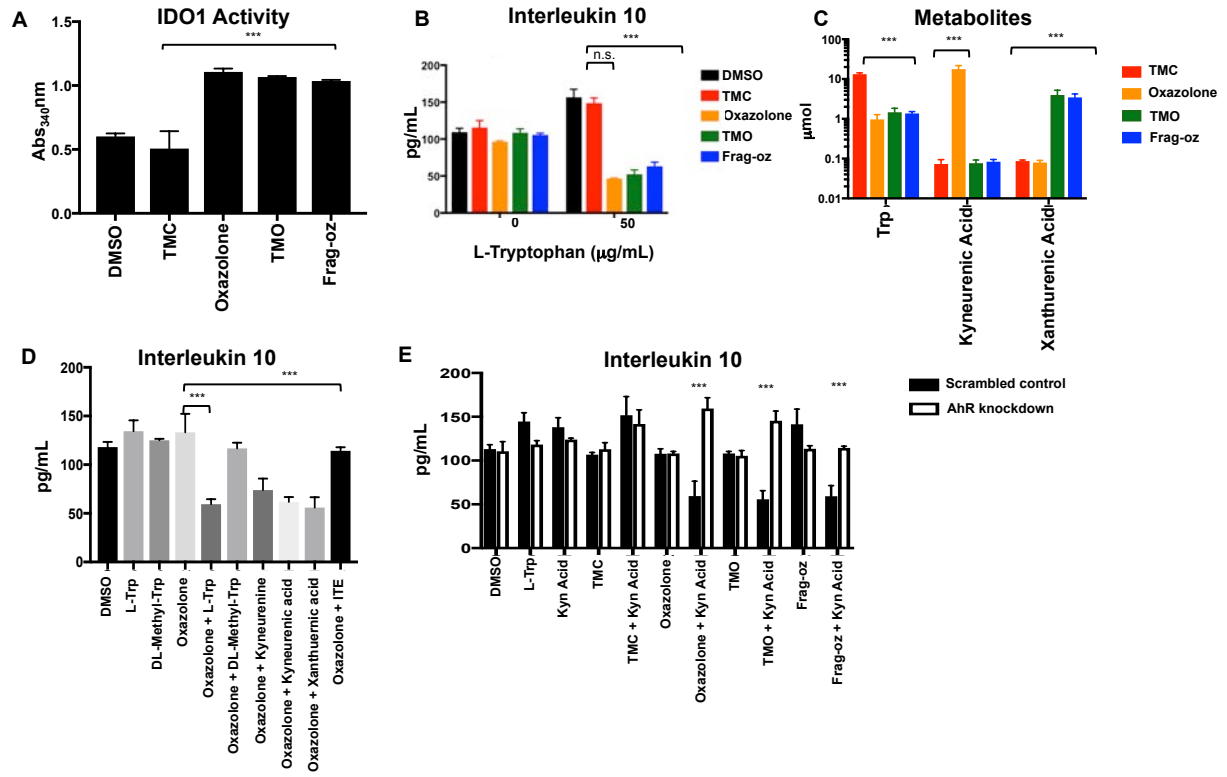 A
IDO1 Activity
***
1.5
1.0
0.5
0.0
Abs340nm
DMSO
TMC
Oxazolone
TMO
Frag-oz
B
Interleukin 10
***
n.s.
200
150
100
50
0
pg/mL
0
50
L-Tryptophan (µg/mL)
DMSO
TMC
Oxazolone
TMO
Frag-oz
C
Metabolites
***
***
***
100
10
1
0.1
0.01
µmol
Trp
Kyneurenic Acid
Xanthurenic Acid
TMC
Oxazolone
TMO
Frag-oz
D
Interleukin 10
***
***
200
150
100
50
0
pg/mL
DMSO
L-Trp
DL-Methyl-Trp
Oxazolone
Oxazolone + L-Trp
Oxazolone + DL-Methyl-Trp
Oxazolone + Kyneurenine
Oxazolone + Kyneurenic acid
Oxazolone + Xanthuernic acid
Oxazolone + ITE
E
Interleukin 10
***
***
***
200
150
100
50
0
pg/mL
DMSO
L-Trp
Kyn Acid
TMC
TMC + Kyn Acid
Oxazolone
Oxazolone + Kyn Acid
TMO
TMO + Kyn Acid
Frag-oz
Frag-oz + Kyn Acid
Scrambled control
AhR knockdown